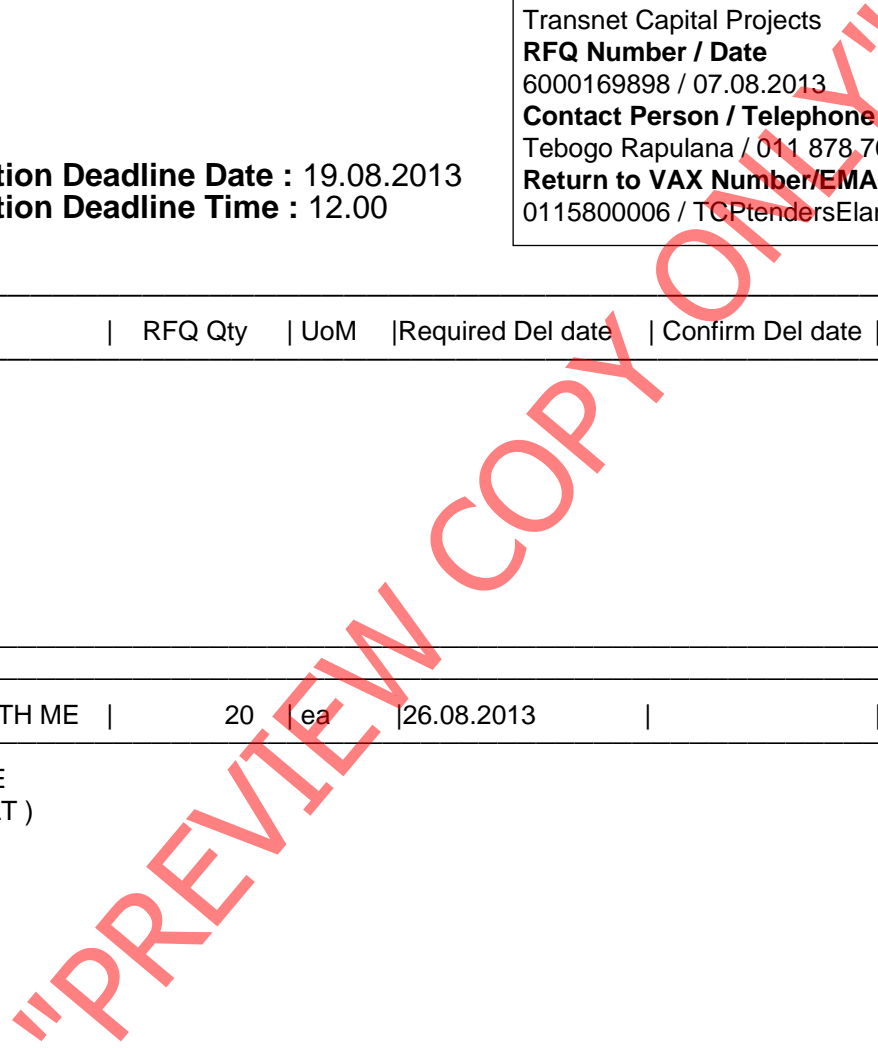 Transnet Capital Projects
RFQ Number / Date
6000169898 / 07.08.2013
Contact Person / Telephone
Tebogo Rapulana / 011 878
tion Deadline Date : 19.08.2013
Return to VAX Number/EMA
tion Deadline Time : 12.00
0115800006 / TCPtendersElan
| RFQ Qty | UoM |Required Del date | Confirm Del date |
TH ME | 20 | ea |26.08.2013 | |
T )
"PREVIEW COPY ONLY"